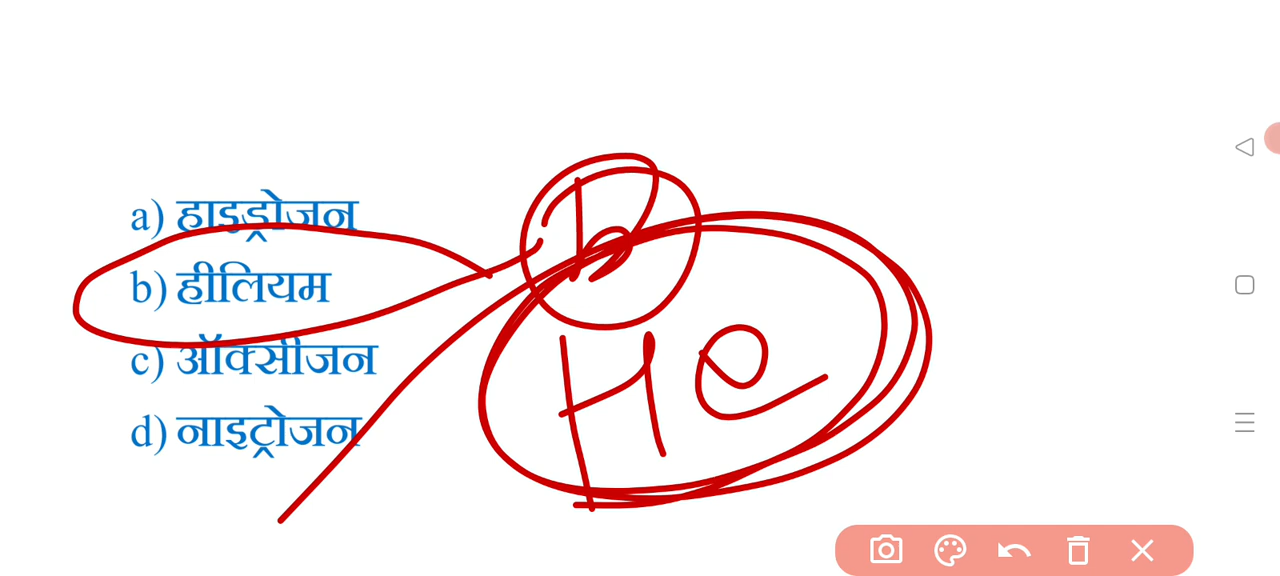 a) हाइड्रोजन
b) हीलियम
c) ऑक्सीजन
d) नाइट्रोजन
b
He